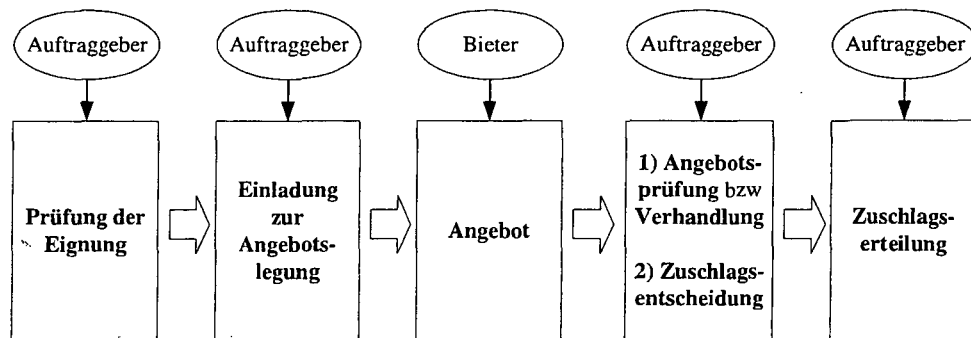 Auftraggeber
Auftraggeber
Bieter
Auftraggeber
Auftraggeber
Prüfung der
Eignung
Einladung
zur
Angebots-
legung
Angebot
1) Angebots-
prüfung bzw
Verhandlung
2) Zuschlags-
entscheidung
Zuschlags-
erteilung